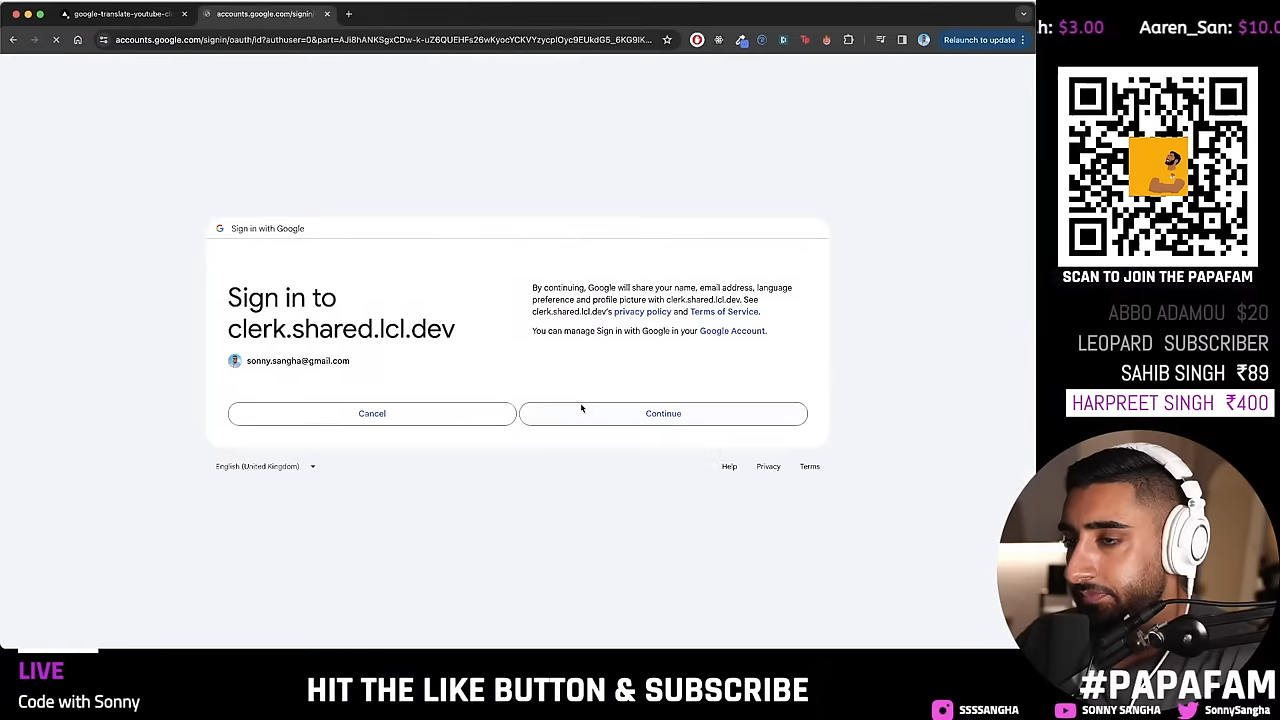 google-translate-youtube-cl
accounts.google.com/signin/
accounts.google.com/signin/oauth/id?authuser=0&part=
Relaunch to update
h: $3.00
Aaren_San: $10.0
Sign in with Google
Sign in to
clerk.shared.lcl.dev
sonny.sangha@gmail.com
By continuing, Google will share your name, email address, language
preference and profile picture with clerk.shared.lcl.dev. See
clerk.shared.lcl.dev's privacy policy and Terms of Service.
You can manage Sign in with Google in your Google Account.
Cancel
Continue
English (United Kingdom)
Help
Privacy
Terms
SCAN TO JOIN THE PAPAFAM
ABBO ADAMOU $20
LEOPARD SUBSCRIBER
SAHIB SINGH ₹89
HARPREET SINGH ₹400
LIVE
Code with Sonny
HIT THE LIKE BUTTON & SUBSCRIBE
#PAPAFAM
SSSSANGHA
SONNY SANGHA
SonnySangha